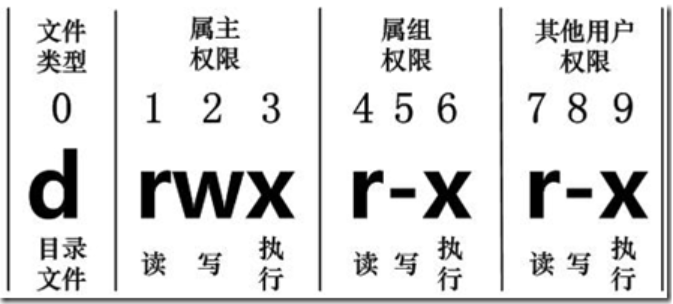 文件 属主 属组 其他用户
类型 权限 权限 权限
0 1 2 3 4 5 6 7 8 9
d rwx r-x r-x
目录 读 写 执 读 写 执 读 写 执
文件 行 行 行